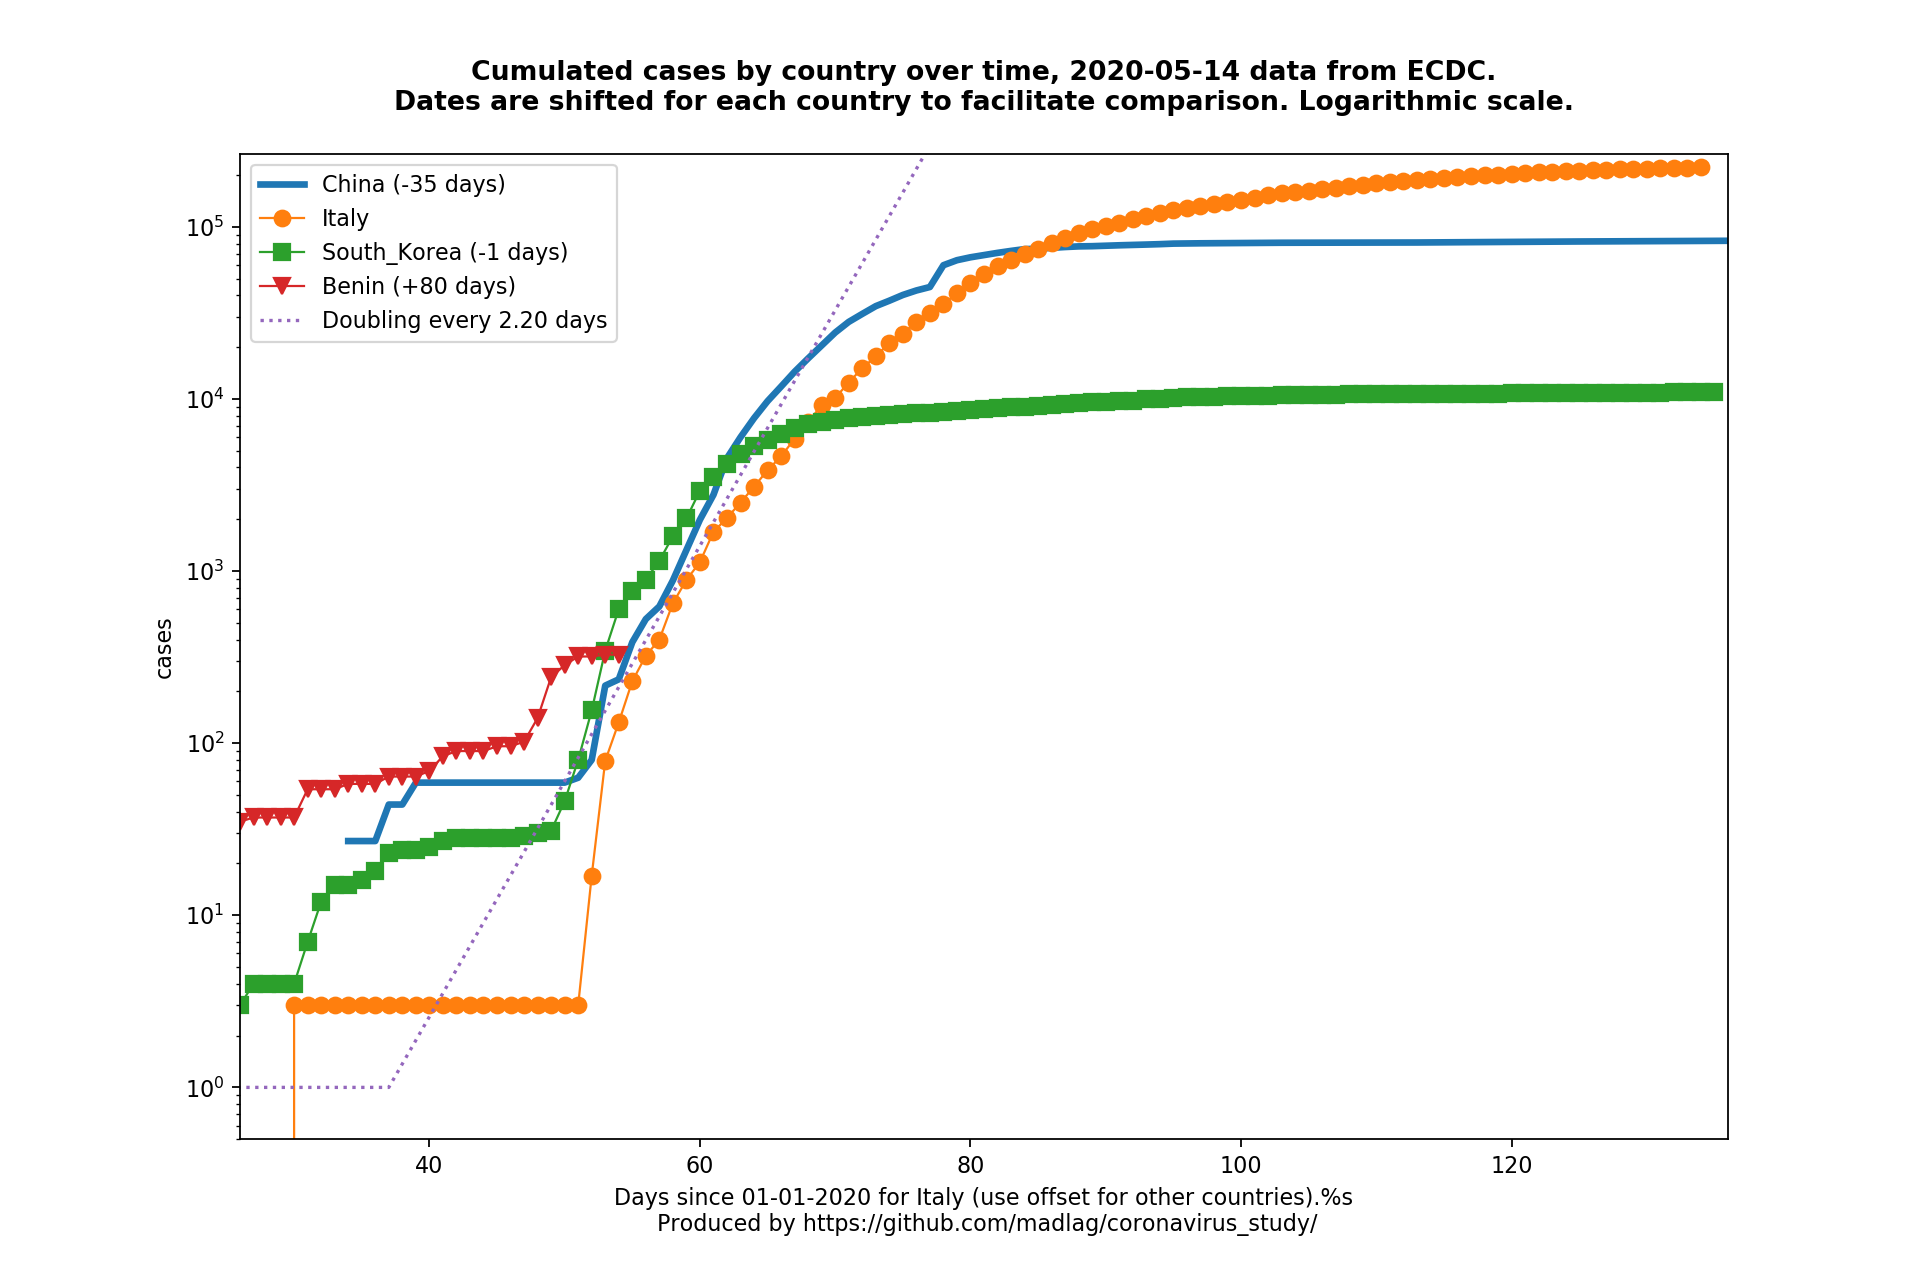 Cumulated cases by country over time, 2020-05-14 data from ECDC.
Dates are shifted for each country to facilitate comparison. Logarithmic scale.
China (-35 days)
Italy
South_Korea (-1 days)
Benin (+80 days)
Doubling every 2.20 days
10^5
10^4
10^3
10^2
10^1
10^0
cases
40 60 80 100 120
Days since 01-01-2020 for Italy (use offset for other countries).%s
Produced by https://github.com/madlag/coronavirus_study/